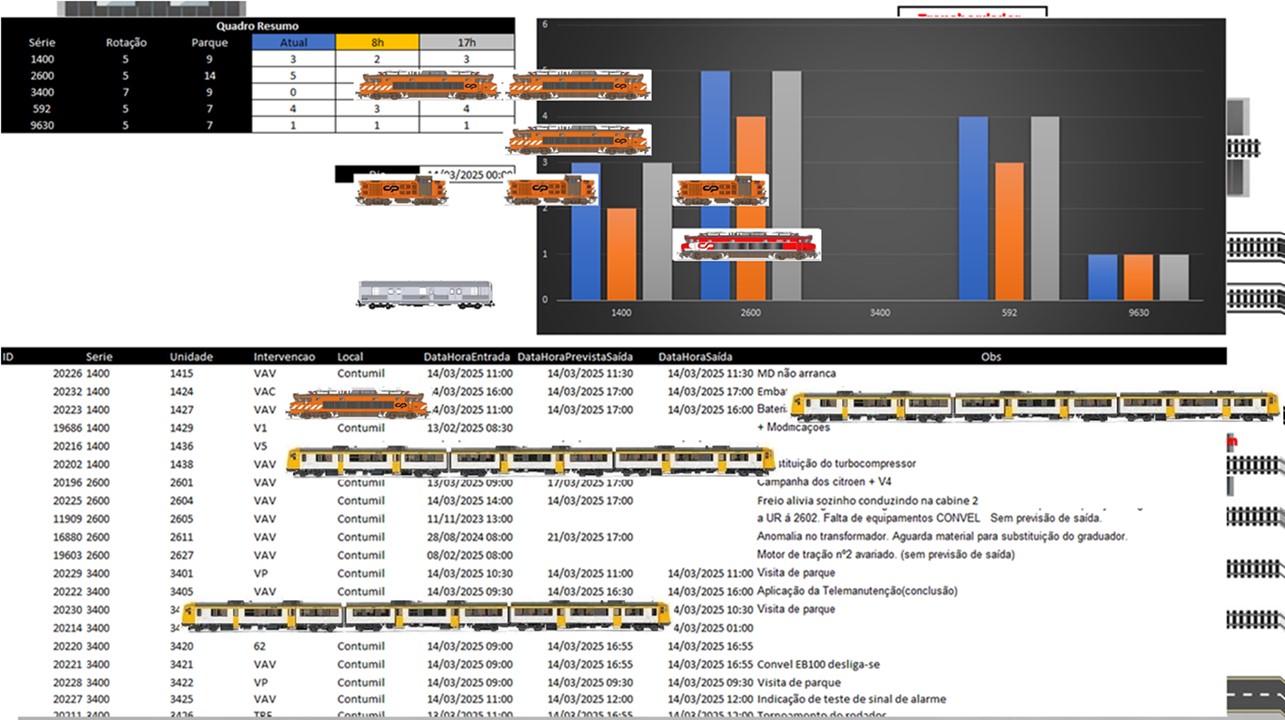 Quadro Resumo
Série Rotação Parque Atual 8h 17h
1400 5 9 3 2 3
2600 5 14 5
3400 7 9 0
592 5 7 4 3 4
9630 5 7 1 1 1
14/03/2025 00:00
6
4
3
2
1
0
1400 2600 3400 592 9630
ID Serie Unidade Intervencao Local DataHoraEntrada DataHoraPrevistaSaída DataHoraSaída Obs
20226 1400 1415 VAV Contumil 14/03/2025 11:00 14/03/2025 11:30 14/03/2025 11:30 MD não arranca
20232 1400 1424 VAC 4/03/2025 16:00 14/03/2025 17:00 14/03/2025 17:00 Emba
20223 1400 1427 VAV 4/03/2025 11:00 14/03/2025 17:00 14/03/2025 16:00 Bateri
19686 1400 1429 V1 Contumil 13/02/2025 08:30 + Modificações
20216 1400 1436 V5
20202 1400 1438 VAV stituição do turbocompressor
20196 2600 2601 VAV Contumil 13/03/2025 09:00 17/03/2025 17:00 Campanha dos citroen + V4
20225 2600 2604 VAV Contumil 14/03/2025 14:00 14/03/2025 17:00 Freio alivia sozinho conduzindo na cabine 2
11909 2600 2605 VAV Contumil 11/11/2023 13:00 a UR á 2602. Falta de equipamentos CONVEL Sem previsão de saída.
16880 2600 2611 VAV Contumil 28/08/2024 08:00 21/03/2025 17:00 Anomalia no transformador. Aguarda material para substituição do graduador.
19603 2600 2627 VAV Contumil 08/02/2025 08:00 Motor de tração nº2 avariado. (sem previsão de saída)
20229 3400 3401 VP Contumil 14/03/2025 10:30 14/03/2025 11:00 14/03/2025 11:00 Visita de parque
20222 3400 3405 VAV Contumil 14/03/2025 09:30 14/03/2025 16:30 14/03/2025 16:00 Aplicação da Telemanutenção(conclusão)
20230 3400 34 4/03/2025 10:30 Visita de parque
20214 3400 34 4/03/2025 01:00
20220 3400 3420 62 Contumil 14/03/2025 09:00 14/03/2025 16:55 14/03/2025 16:55
20221 3400 3421 VAV Contumil 14/03/2025 09:00 14/03/2025 16:55 14/03/2025 16:55 Convel EB100 desliga-se
20228 3400 3422 VP Contumil 14/03/2025 09:00 14/03/2025 09:30 14/03/2025 09:30 Visita de parque
20227 3400 3425 VAV Contumil 14/03/2025 11:00 14/03/2025 12:00 14/03/2025 12:00 Indicação de teste de sinal de alarme
20211 3400 3426 TRF Contumil 13/03/2025 11:00 14/03/2025 16:55 14/03/2025 12:00 Torneamento de rodados